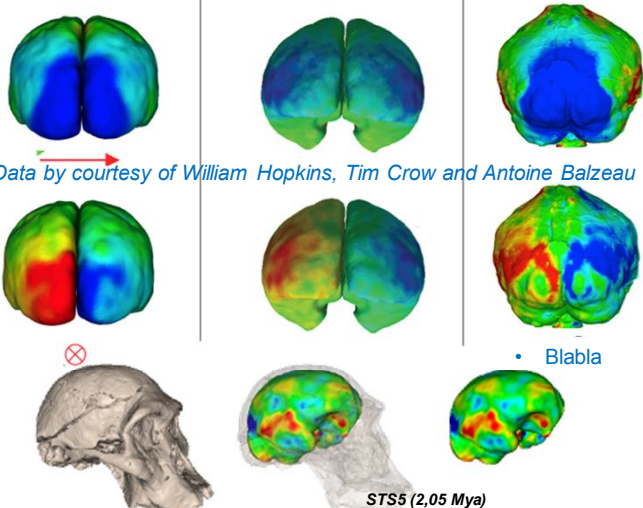 Data by courtesy of William Hopkins, Tim Crow and Antoine Balzeau
• Blabla
STS5 (2,05 Mya)